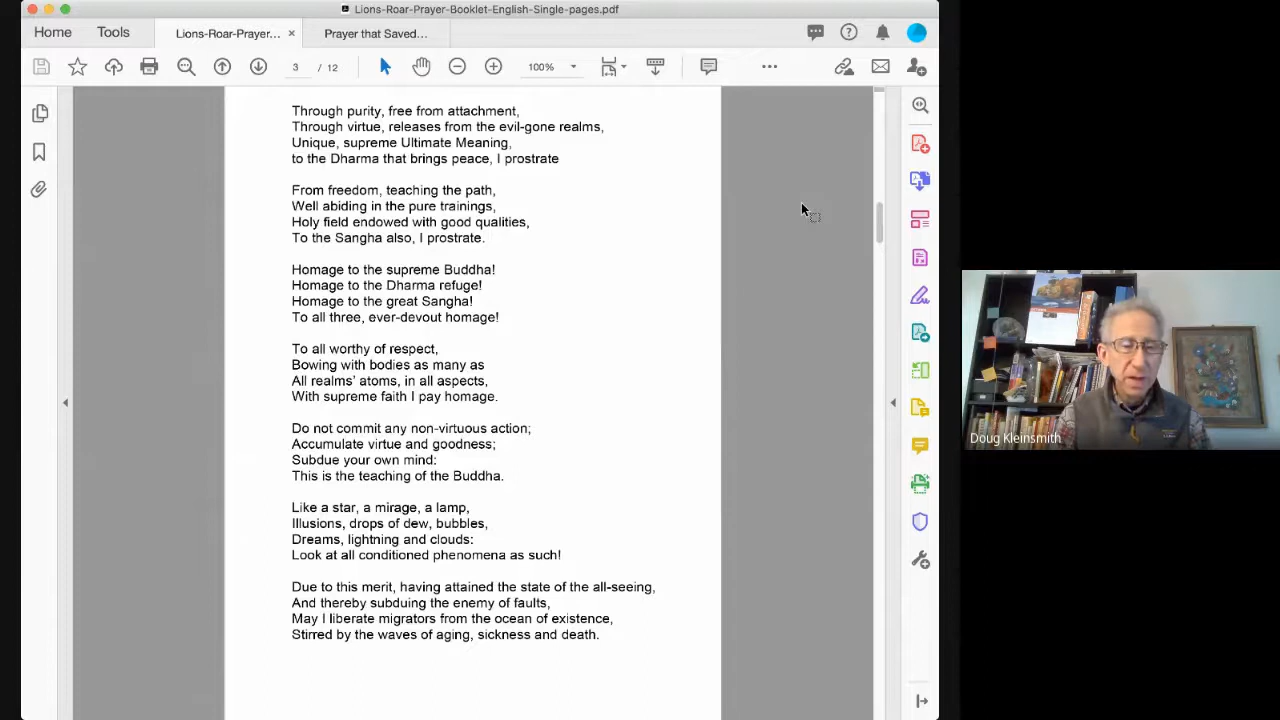 Lions-Roar-Prayer-Booklet-English-Single-pages.pdf
Home
Tools
Lions-Roar-Prayer...
Prayer that Saved...
3 / 12
100%
Through purity, free from attachment,
Through virtue, releases from the evil-gone realms,
Unique, supreme Ultimate Meaning,
to the Dharma that brings peace, I prostrate
From freedom, teaching the path,
Well abiding in the pure trainings,
Holy field endowed with good qualities,
To the Sangha also, I prostrate.
Homage to the supreme Buddha!
Homage to the Dharma refuge!
Homage to the great Sangha!
To all three, ever-devout homage!
To all worthy of respect,
Bowing with bodies as many as
All realms' atoms, in all aspects,
With supreme faith I pay homage.
Do not commit any non-virtuous action;
Accumulate virtue and goodness;
Subdue your own mind:
This is the teaching of the Buddha.
Like a star, a mirage, a lamp,
Illusions, drops of dew, bubbles,
Dreams, lightning and clouds:
Look at all conditioned phenomena as such!
Due to this merit, having attained the state of the all-seeing,
And thereby subduing the enemy of faults,
May I liberate migrators from the ocean of existence,
Stirred by the waves of aging, sickness and death.
Doug Kleinsmith